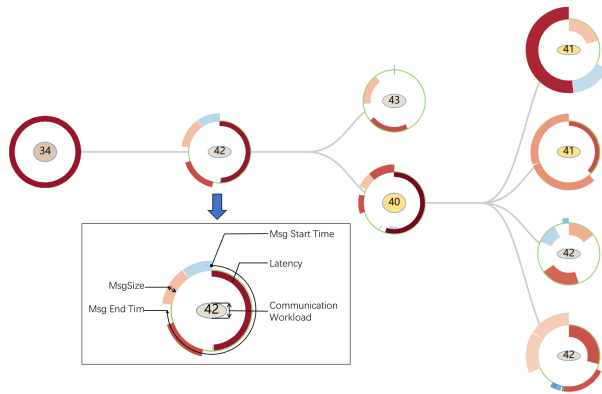 41
43
34
42
41
40
42
Msg Start Time
Latency
MsgSize
Msg End Tim
42
Communication
Workload
42